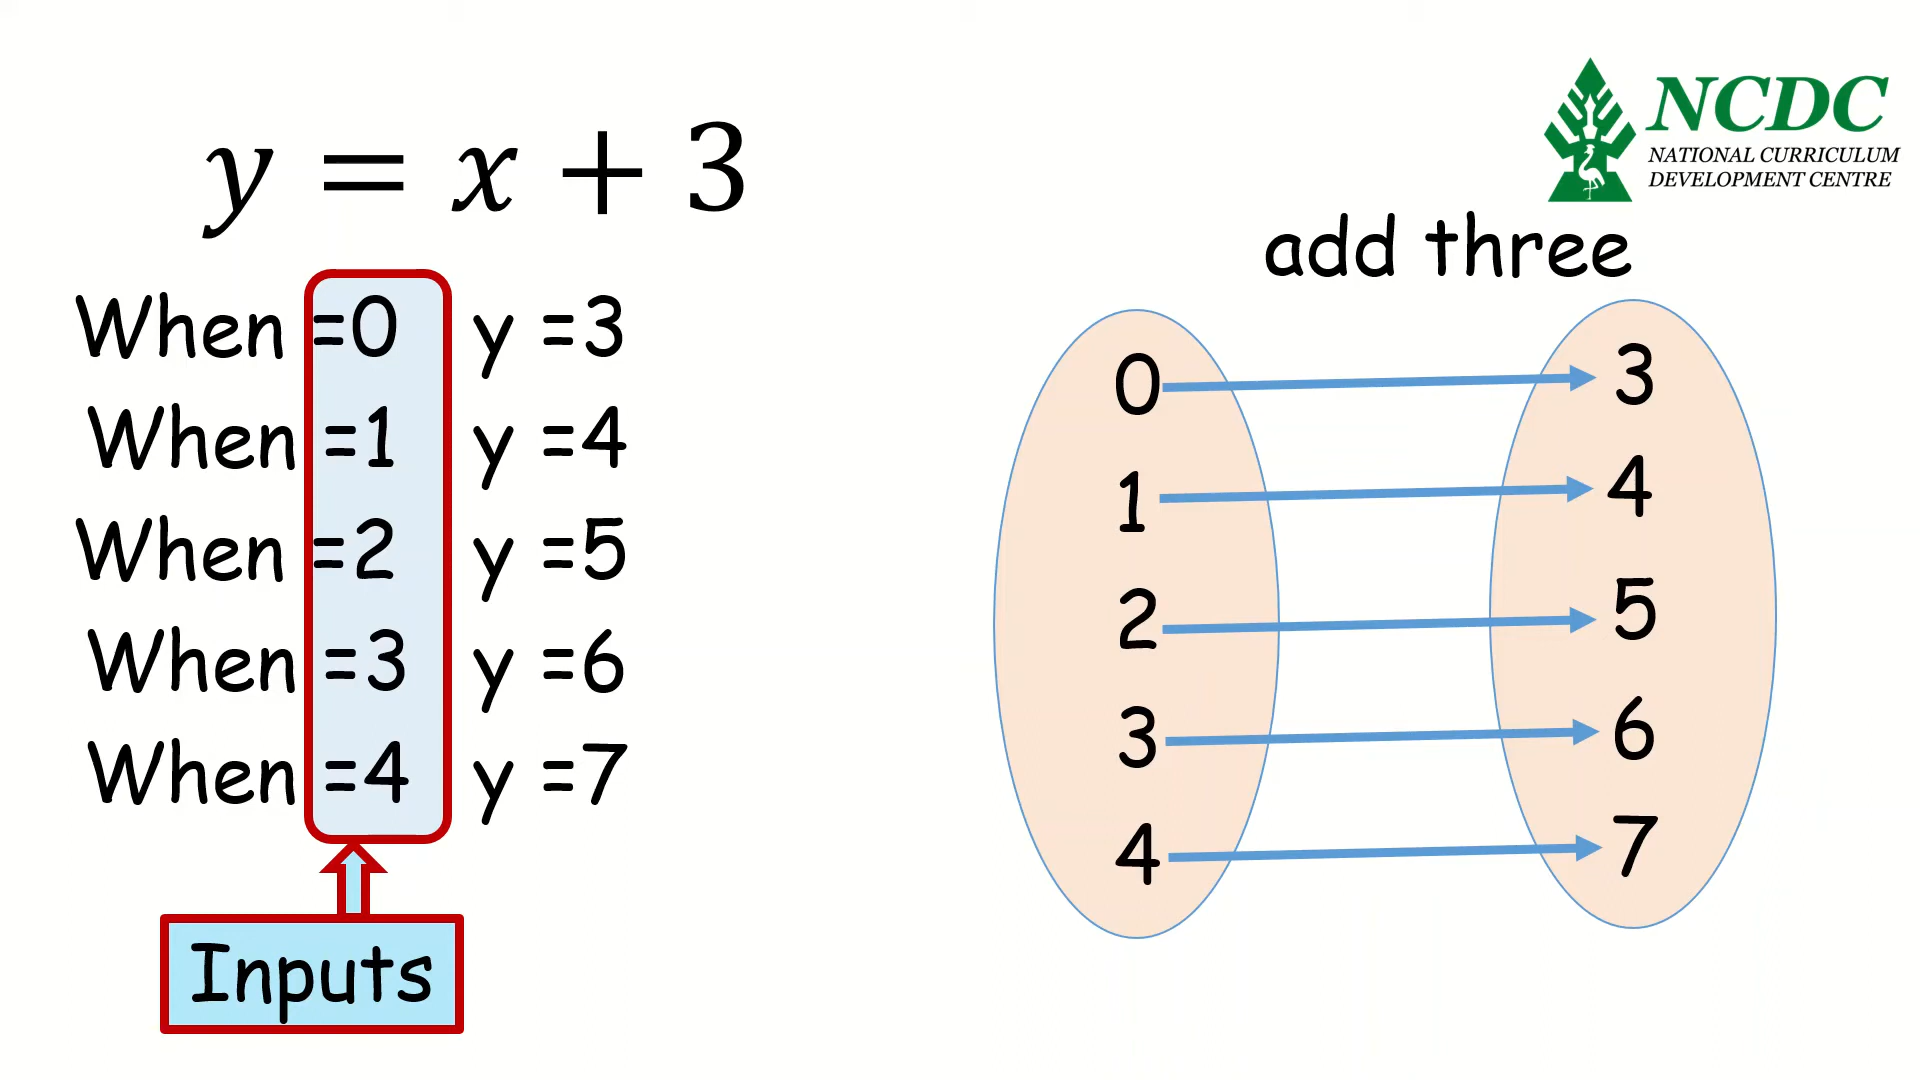 y = x + 3
When =0 y =3
When =1 y =4
When =2 y =5
When =3 y =6
When =4 y =7
Inputs
NCDC
NATIONAL CURRICULUM
DEVELOPMENT CENTRE
add three
0 3
1 4
2 5
3 6
4 7